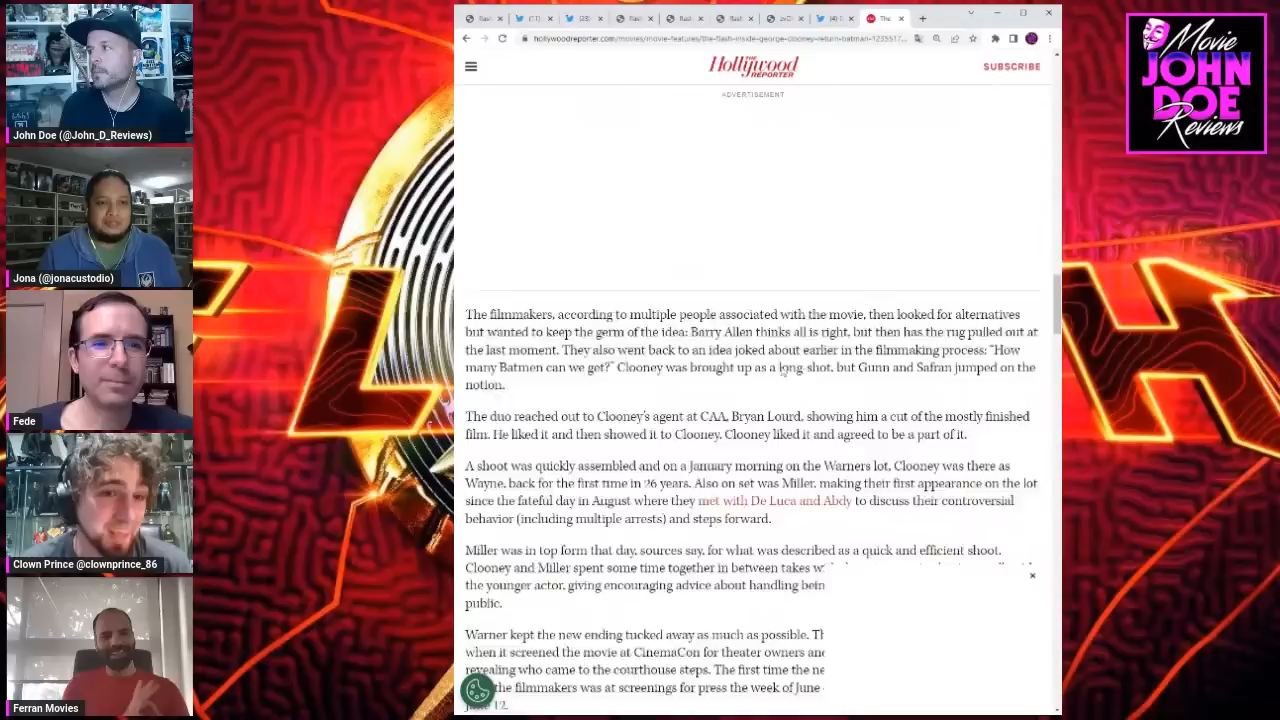 John Doe (@John_D_Reviews)
Jona (@jonacustodio)
Fede
Clown Prince @clownprince_86
Ferran Movies
hollywoodreporter.com/movies/movie-features/the-flash-inside-george-clooney-return-batman-1235517...
THE
Hollywood
REPORTER
SUBSCRIBE
ADVERTISEMENT
The filmmakers, according to multiple people associated with the movie, then looked for alternatives
but wanted to keep the germ of the idea: Barry Allen thinks all is right, but then has the rug pulled out at
the last moment. They also went back to an idea joked about earlier in the filmmaking process: “How
many Batmen can we get?” Clooney was brought up as a long-shot, but Gunn and Safran jumped on the
notion.
The duo reached out to Clooney’s agent at CAA, Bryan Lourd, showing him a cut of the mostly finished
film. He liked it and then showed it to Clooney. Clooney liked it and agreed to be a part of it.
A shoot was quickly assembled and on a January morning on the Warners lot, Clooney was there as
Wayne, back for the first time in 26 years. Also on set was Miller, making their first appearance on the lot
since the fateful day in August where they met with De Luca and Abdy to discuss their controversial
behavior (including multiple arrests) and steps forward.
Miller was in top form that day, sources say, for what was described as a quick and efficient shoot.
Clooney and Miller spent some time together in between takes
the younger actor, giving encouraging advice about handling
public.
Warner kept the new ending tucked away as much as possible.
when it screened the movie at CinemaCon for theater owners
revealing who came to the courthouse steps. The first time the
the filmmakers was at screenings for press the week of June
12.
Movie
JOHN
DOE
Reviews
L
H